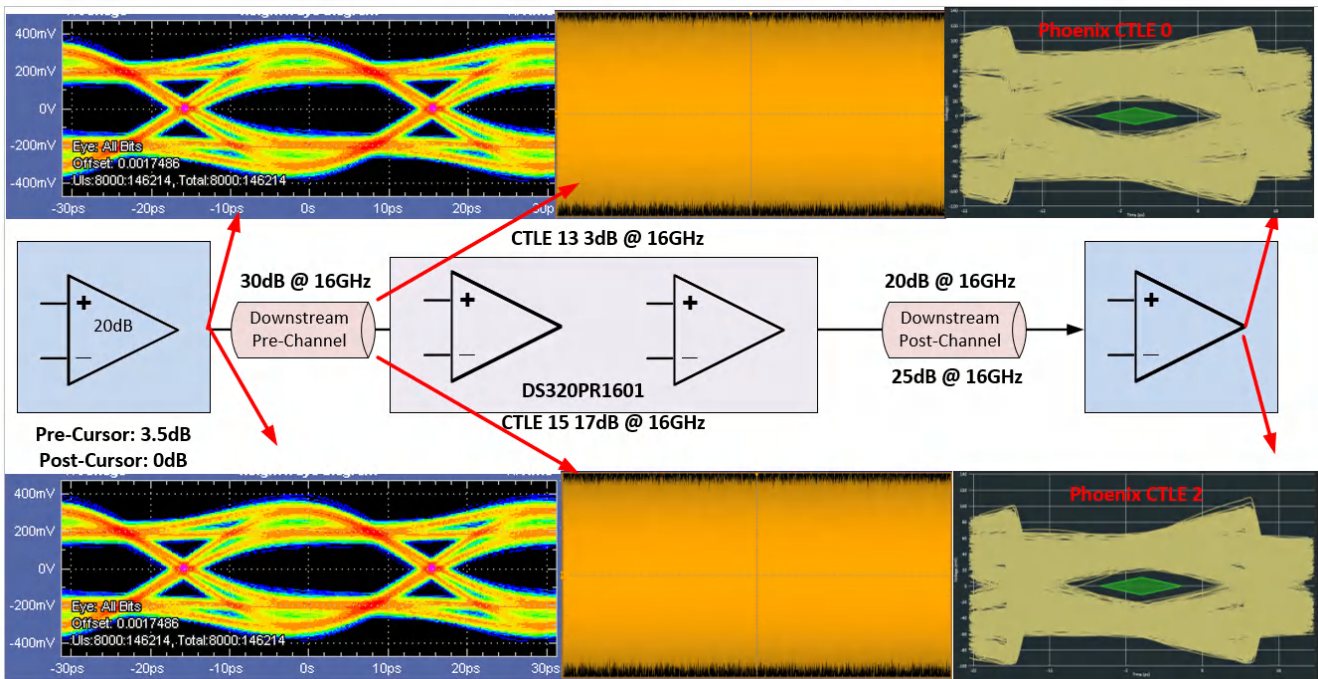 400mV
200mV
0V
-200mV
-400mV
Eye: All Bits
Offset: 0.0017486
UIs:8000:146214, Total:8000:146214
-30ps
-20ps
-10ps
0s
10ps
20ps
Phoenix CTLE 0
CTLE 13 3dB @ 16GHz
30dB @ 16GHz
20dB @ 16GHz
20dB
Downstream
Pre-Channel
Downstream
Post-Channel
DS320PR1601
25dB @ 16GHz
CTLE 15 17dB @ 16GHz
Pre-Cursor: 3.5dB
Post-Cursor: 0dB
400mV
200mV
0V
-200mV
-400mV
Eye: All Bits
Offset: 0.0017486
UIs:8000:146214, Total:8000:146214
-30ps
-20ps
-10ps
0s
10ps
20ps
Phoenix CTLE 2